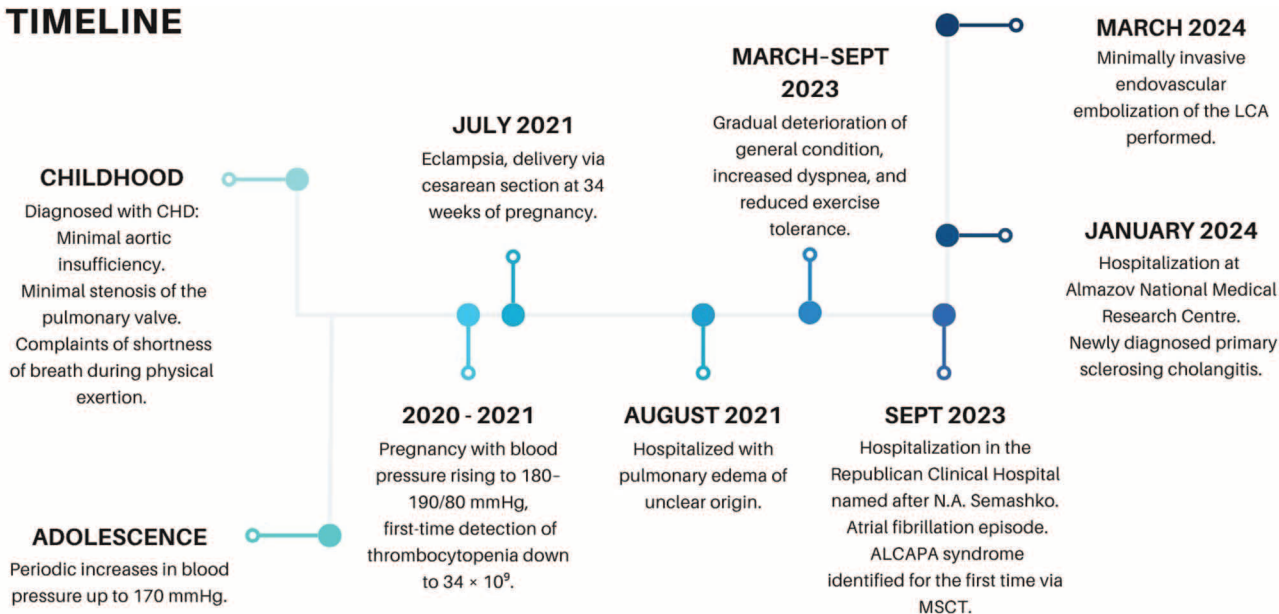 TIMELINE
CHILDHOOD
Diagnosed with CHD:
Minimal aortic
insufficiency.
Minimal stenosis of the
pulmonary valve.
Complaints of shortness
of breath during physical
exertion.
ADOLESCENCE
Periodic increases in blood
pressure up to 170 mmHg.
2020 - 2021
Pregnancy with blood
pressure rising to 180–
190/80 mmHg,
first-time detection of
thrombocytopenia down
to 34 × 10⁹.
JULY 2021
Eclampsia, delivery via
cesarean section at 34
weeks of pregnancy.
AUGUST 2021
Hospitalized with
pulmonary edema of
unclear origin.
MARCH–SEPT
2023
Gradual deterioration of
general condition,
increased dyspnea, and
reduced exercise
tolerance.
SEPT 2023
Hospitalization in the
Republican Clinical Hospital
named after N.A. Semashko.
Atrial fibrillation episode.
ALCAPA syndrome
identified for the first time via
MSCT.
JANUARY 2024
Hospitalization at
Almazov National Medical
Research Centre.
Newly diagnosed primary
sclerosing cholangitis.
MARCH 2024
Minimally invasive
endovascular
embolization of the LCA
performed.